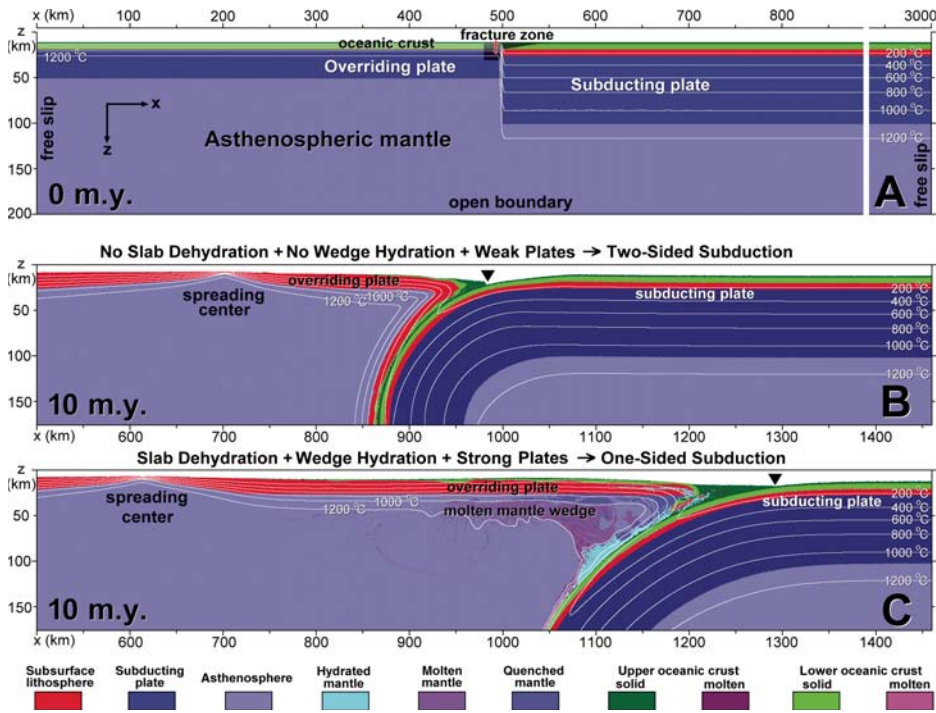 x (km) 100 200 300 400 500 600 700 800 3000
z
(km)
fracture zone
oceanic crust
200 °C
1200 °C
400 °C
Overriding plate
600 °C
50
Subducting plate
800 °C
1000 °C
x
100
1200 °C
z
Asthenospheric mantle
free slip
free slip
150
0 m.y.
open boundary
A
200
No Slab Dehydration + No Wedge Hydration + Weak Plates → Two-Sided Subduction
z
(km)
overriding plate
200 °C
1200 °C
1000 °C
subducting plate
400 °C
spreading
center
600 °C
50
800 °C
1000 °C
100
1200 °C
150
10 m.y.
B
x (km) 600 700 800 900 1000 1100 1200 1300 1400
Slab Dehydration + Wedge Hydration + Strong Plates → One-Sided Subduction
z
(km)
overriding plate
200 °C
spreading
center
1200 °C
1000 °C
subducting plate
400 °C
50
molten mantle wedge
600 °C
800 °C
100
1000 °C
1200 °C
150
10 m.y.
C
x (km) 600 700 800 900 1000 1100 1200 1300 1400
Subsurface
lithosphere
Subducting
plate
Asthenosphere
Hydrated
mantle
Molten
mantle
Quenched
mantle
Upper oceanic crust
solid molten
Lower oceanic crust
solid molten